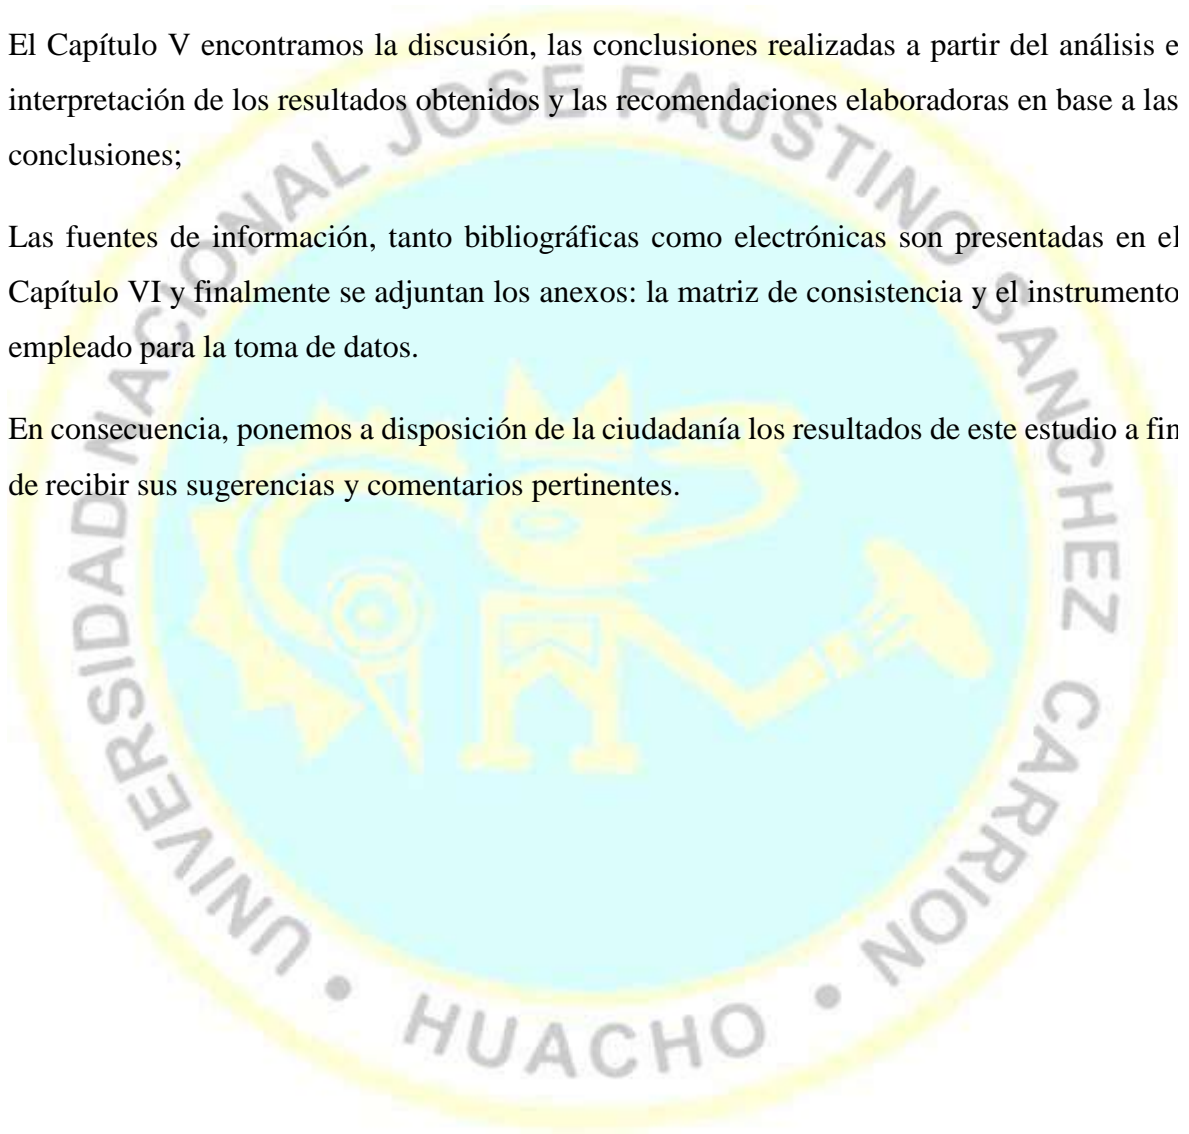 El Capítulo V encontramos la discusión, las conclusiones realizadas a partir del análisis e
interpretación de los resultados obtenidos y las recomendaciones elaboradoras en base a las
conclusiones;
Las fuentes de información, tanto bibliográficas como electrónicas son presentadas en el
Capítulo VI y finalmente se adjuntan los anexos: la matriz de consistencia y el instrumento
empleado para la toma de datos.
En consecuencia, ponemos a disposición de la ciudadanía los resultados de este estudio a fin
de recibir sus sugerencias y comentarios pertinentes.
UNIVERSIDAD NACIONAL JOSE FAUSTINO SANCHEZ CARRION
• HUACHO •